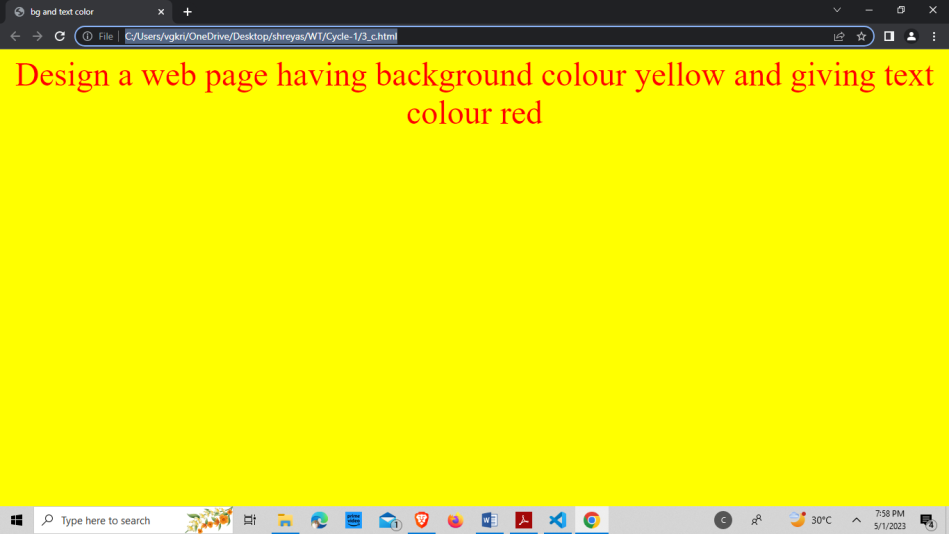 bg and text color
File
C:/Users/vgkri/OneDrive/Desktop/shreyas/WT/Cycle-1/3_c.html
Design a web page having background colour yellow and giving text
colour red
Type here to search
1
C
30°C
7:58 PM
5/1/2023
4